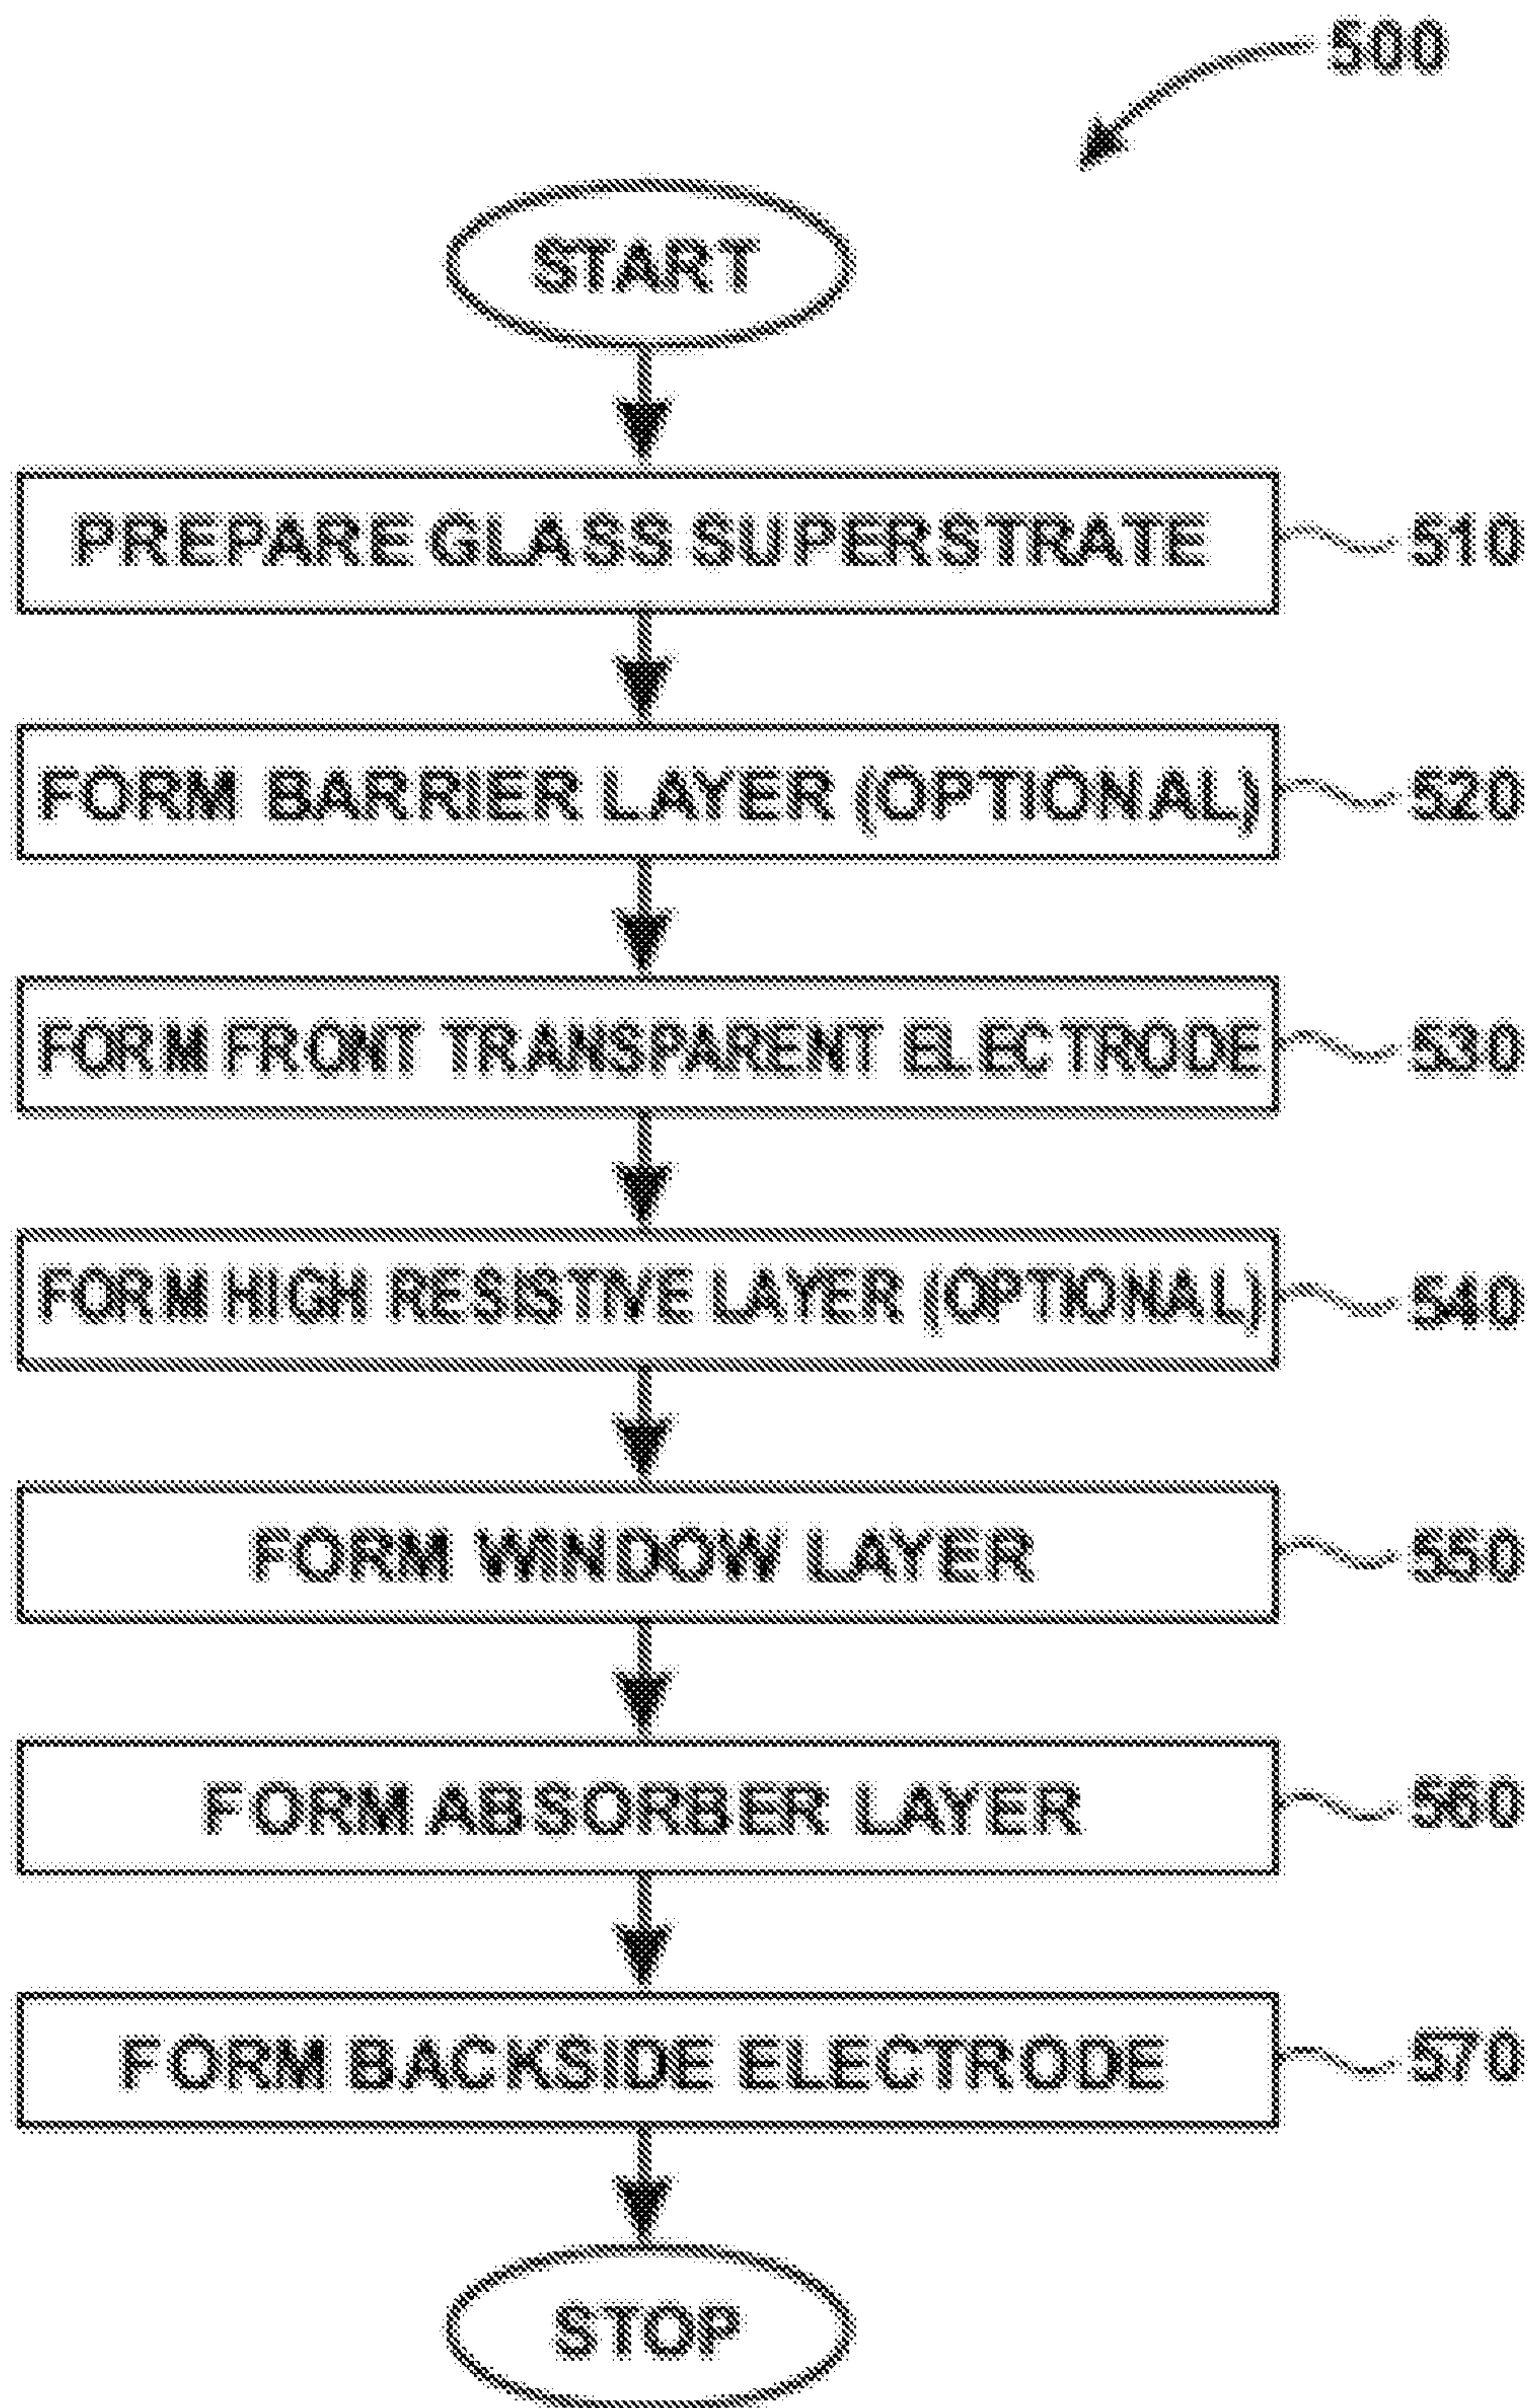 500
START
PREPARE GLASS SUPERSTRATE
510
FORM BARRIER LAYER (OPTIONAL)
520
FORM FRONT TRANSPARENT ELECTRODE
530
FORM HIGH RESISTIVE LAYER (OPTIONAL)
540
FORM WINDOW LAYER
550
FORM ABSORBER LAYER
560
FORM BACKSIDE ELECTRODE
570
STOP